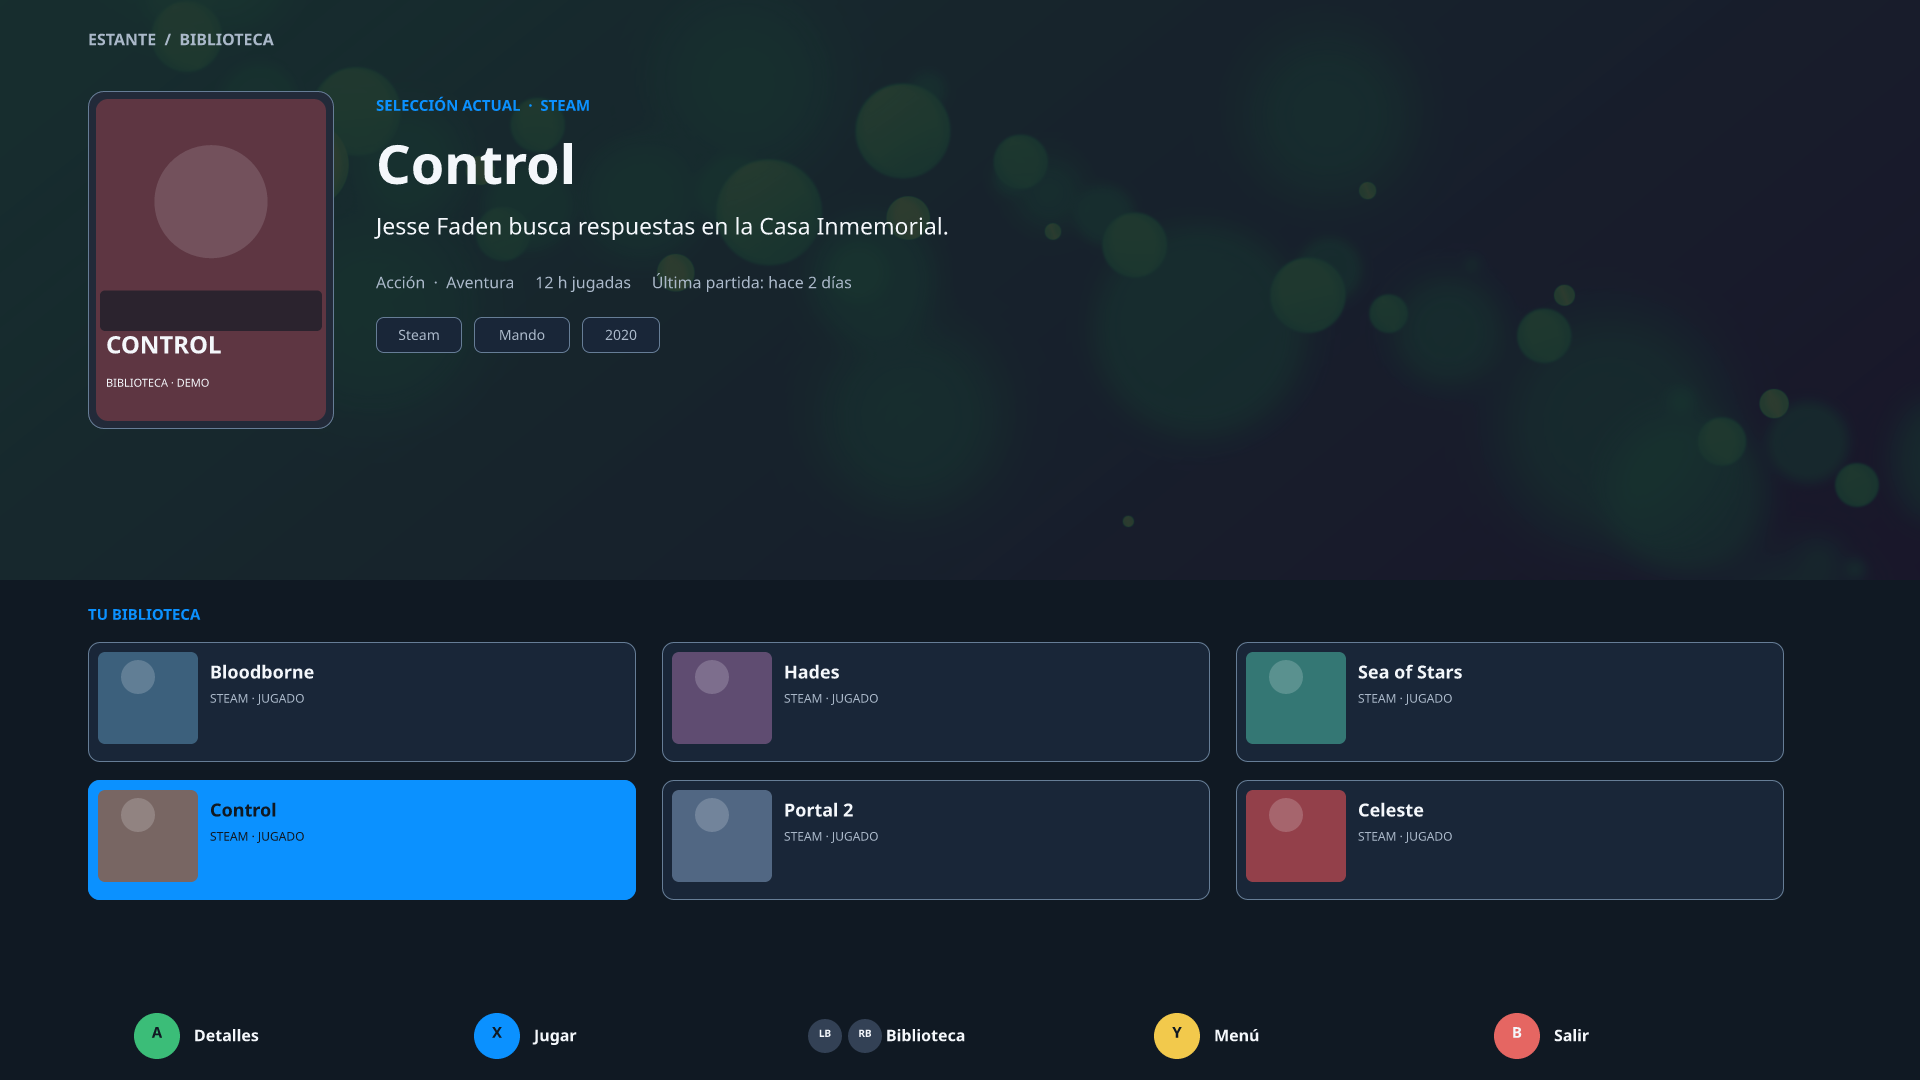 ESTANTE / BIBLIOTECA
SELECCIÓN ACTUAL · STEAM
Control
Jesse Faden busca respuestas en la Casa Inmemorial.
Acción · Aventura 12 h jugadas Última partida: hace 2 días
Steam Mando 2020
CONTROL
BIBLIOTECA · DEMO
TU BIBLIOTECA
Bloodborne
STEAM · JUGADO
Hades
STEAM · JUGADO
Sea of Stars
STEAM · JUGADO
Control
STEAM · JUGADO
Portal 2
STEAM · JUGADO
Celeste
STEAM · JUGADO
A Detalles X Jugar LB RB Biblioteca Y Menú B Salir